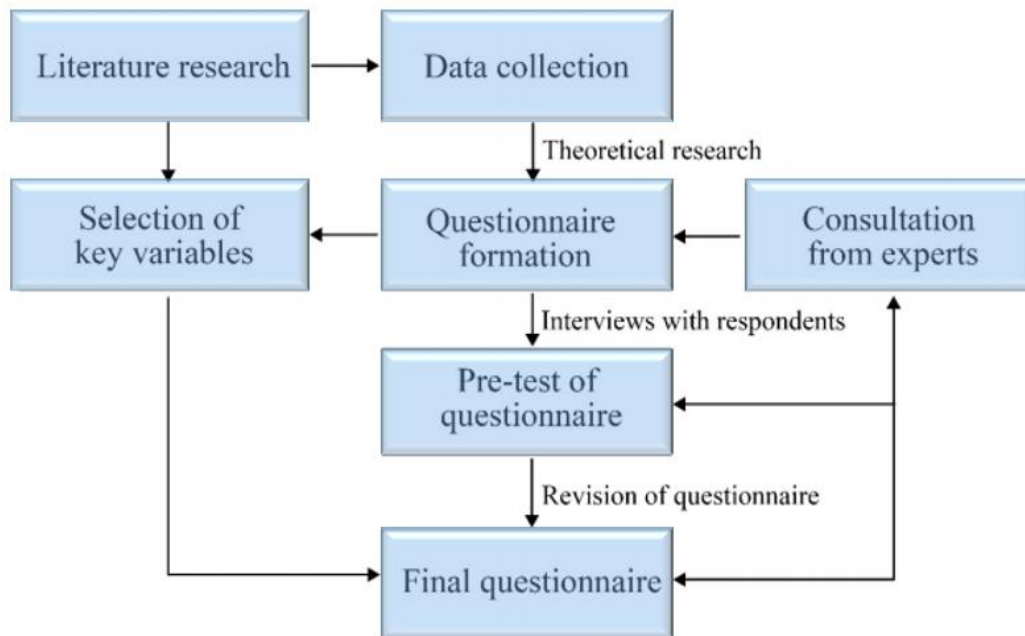 Literature research
Data collection
Theoretical research
Selection of
key variables
Questionnaire
formation
Consultation
from experts
Interviews with respondents
Pre-test of
questionnaire
Revision of questionnaire
Final questionnaire